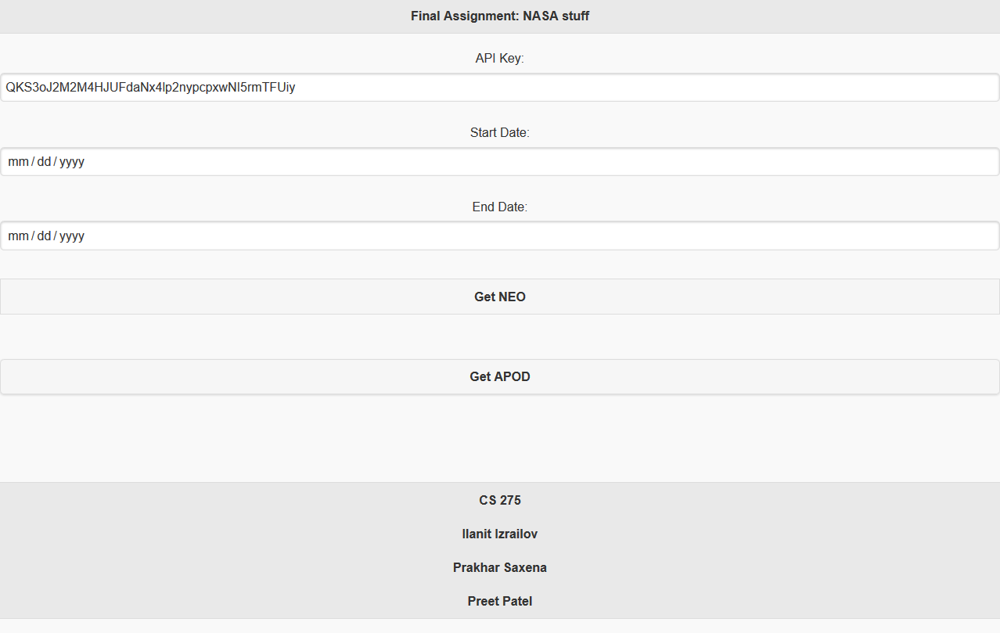 Final Assignment: NASA stuff
API Key:
QKS3oJ2M2M4HJUFdaNx4lp2nypcpxwNI5rmTFUiy
Start Date:
mm / dd / yyyy
End Date:
mm / dd / yyyy
Get NEO
Get APOD
CS 275
Ilanit Izrailov
Prakhar Saxena
Preet Patel